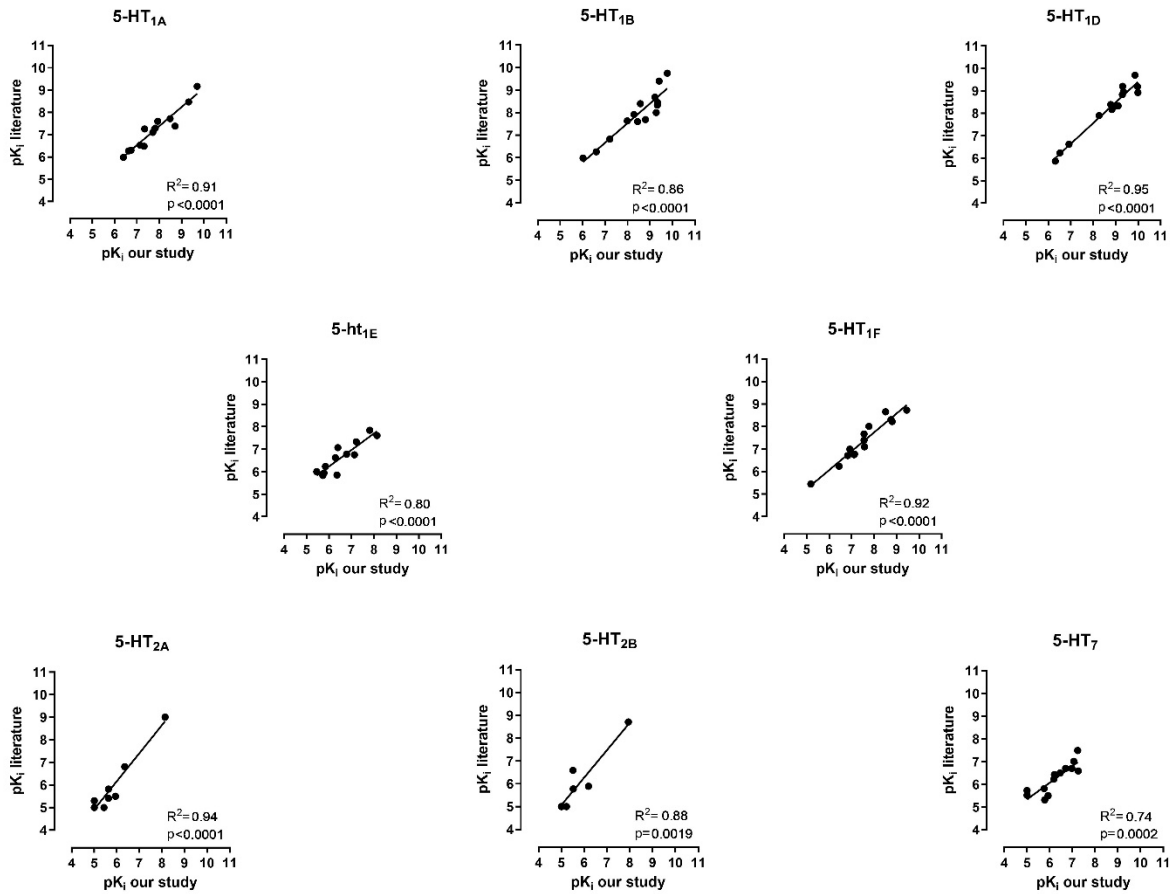 5-HT1A
11
10
9
8
7
6
5
4
pKi literature
R2= 0.91
p<0.0001
4 5 6 7 8 9 10 11
pKi our study
5-HT1B
11
10
9
8
7
6
5
4
pKi literature
R2= 0.86
p<0.0001
4 5 6 7 8 9 10 11
pKi our study
5-HT1D
11
10
9
8
7
6
5
4
pKi literature
R2= 0.95
p<0.0001
4 5 6 7 8 9 10 11
pKi our study
5-ht1E
11
10
9
8
7
6
5
4
pKi literature
R2= 0.80
p<0.0001
4 5 6 7 8 9 10 11
pKi our study
5-HT1F
11
10
9
8
7
6
5
4
pKi literature
R2= 0.92
p<0.0001
4 5 6 7 8 9 10 11
pKi our study
5-HT2A
11
10
9
8
7
6
5
4
pKi literature
R2= 0.94
p<0.0001
4 5 6 7 8 9 10 11
pKi our study
5-HT2B
11
10
9
8
7
6
5
4
pKi literature
R2= 0.88
p=0.0019
4 5 6 7 8 9 10 11
pKi our study
5-HT7
11
10
9
8
7
6
5
4
pKi literature
R2= 0.74
p=0.0002
4 5 6 7 8 9 10 11
pKi our study